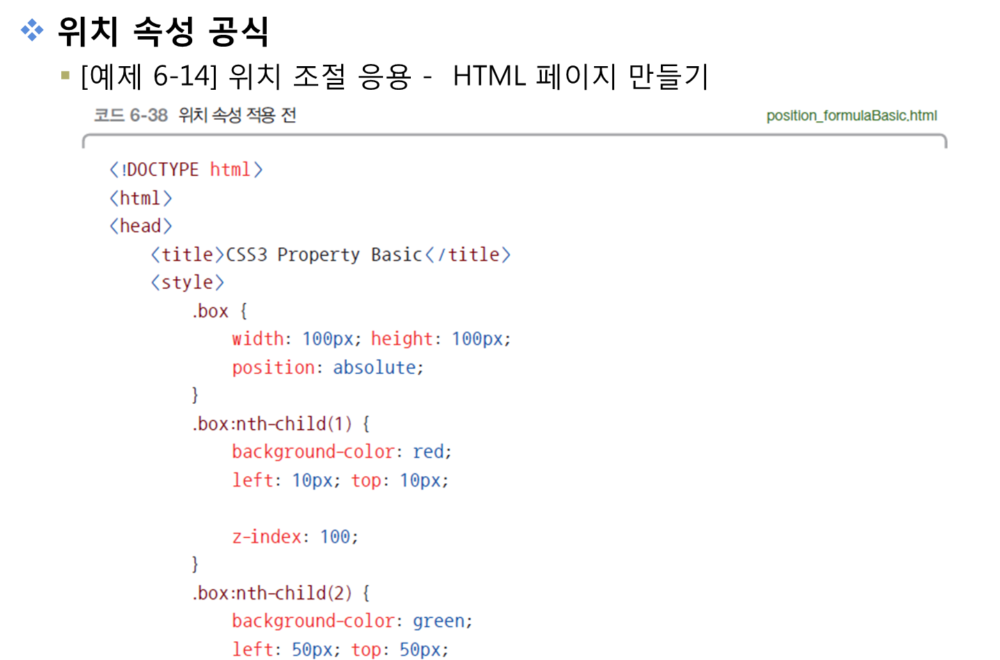 위치 속성 공식
[예제 6-14] 위치 조절 응용 - HTML 페이지 만들기
코드 6-38 위치 속성 적용 전 position_formulaBasic.html
<!DOCTYPE html>
<html>
<head>
<title>CSS3 Property Basic</title>
<style>
.box {
width: 100px; height: 100px;
position: absolute;
}
.box:nth-child(1) {
background-color: red;
left: 10px; top: 10px;
z-index: 100;
}
.box:nth-child(2) {
background-color: green;
left: 50px; top: 50px;